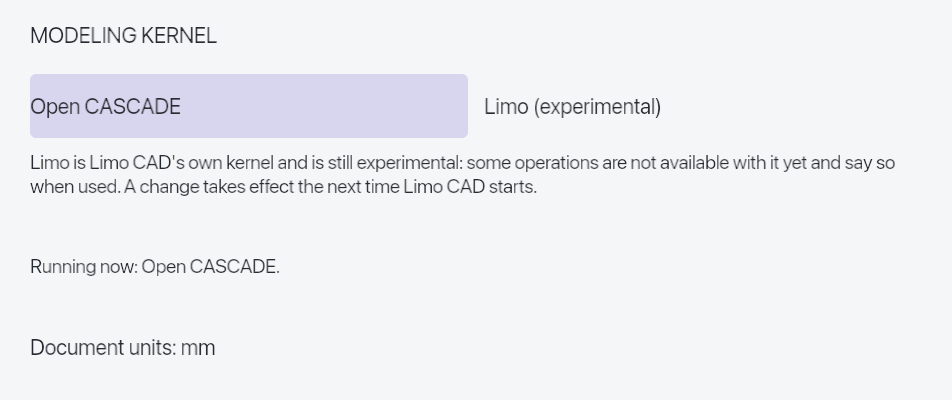 MODELING KERNEL
Open CASCADE
Limo (experimental)
Limo is Limo CAD's own kernel and is still experimental: some operations are not available with it yet and say so
when used. A change takes effect the next time Limo CAD starts.
Running now: Open CASCADE.
Document units: mm